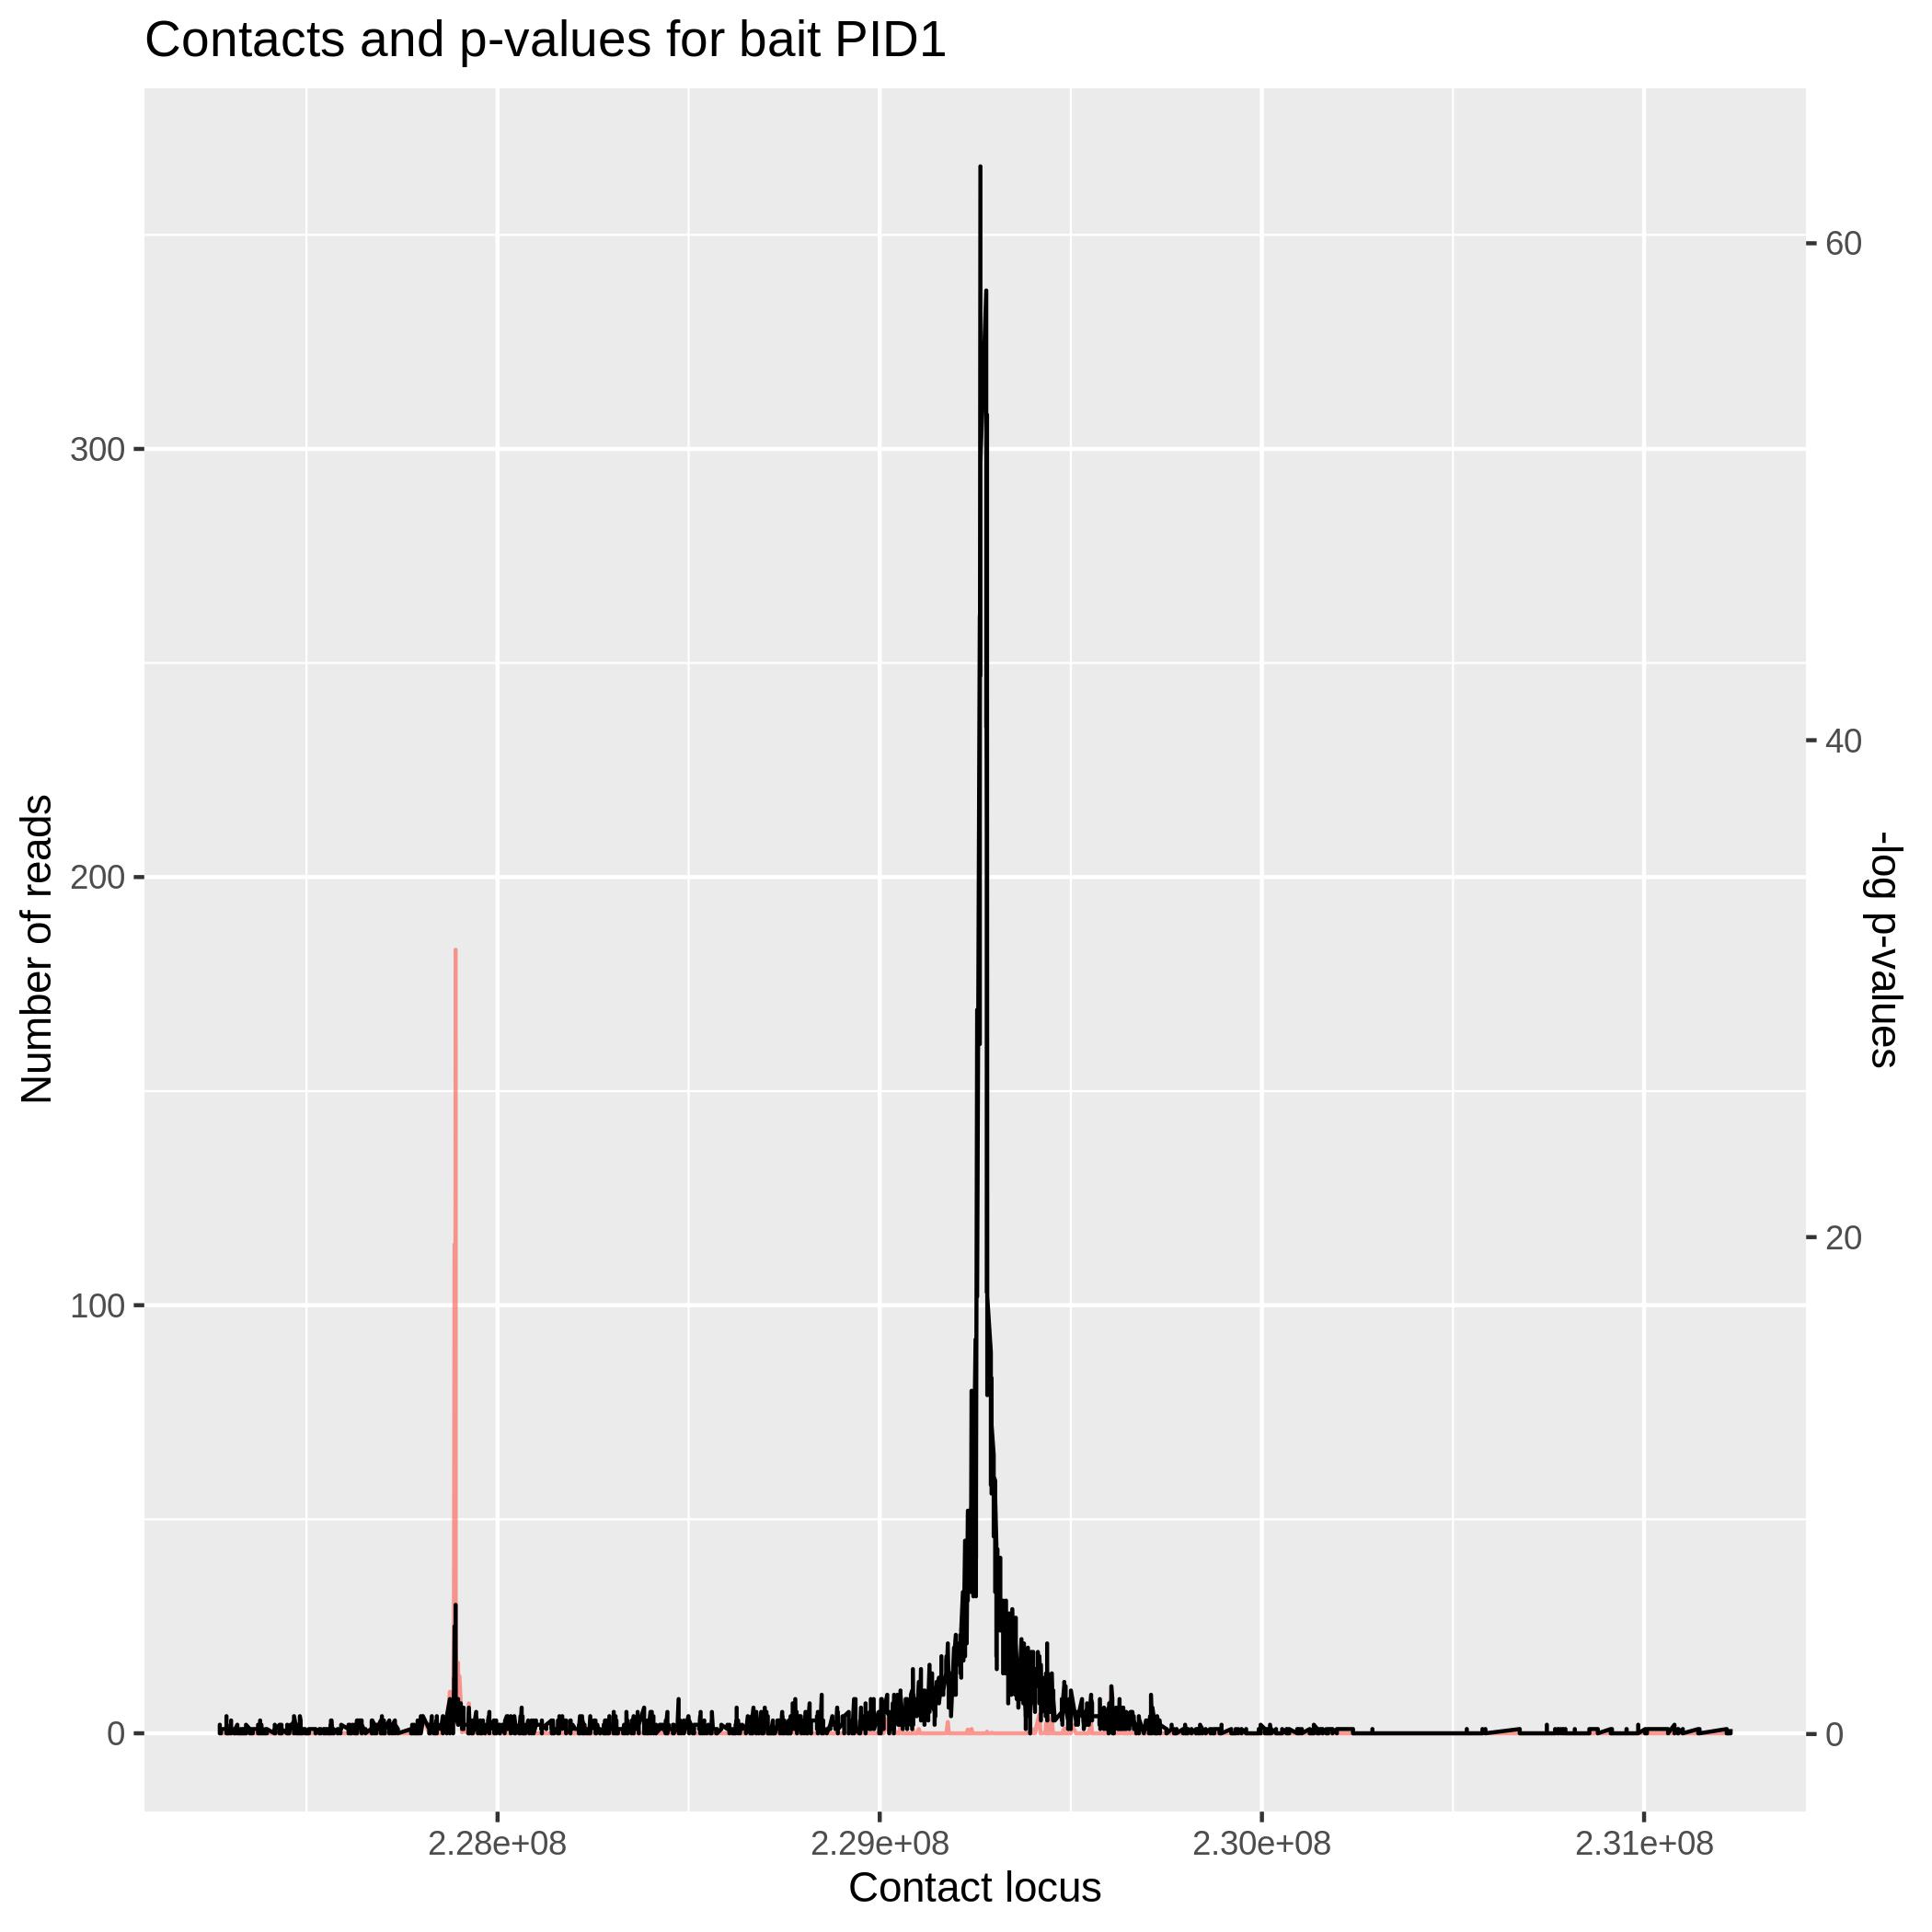 Contacts and p-values for bait PID1
Number of reads
300
200
100
0
60
40
20
0
-log p-values
2.28e+08 2.29e+08 2.30e+08 2.31e+08
Contact locus